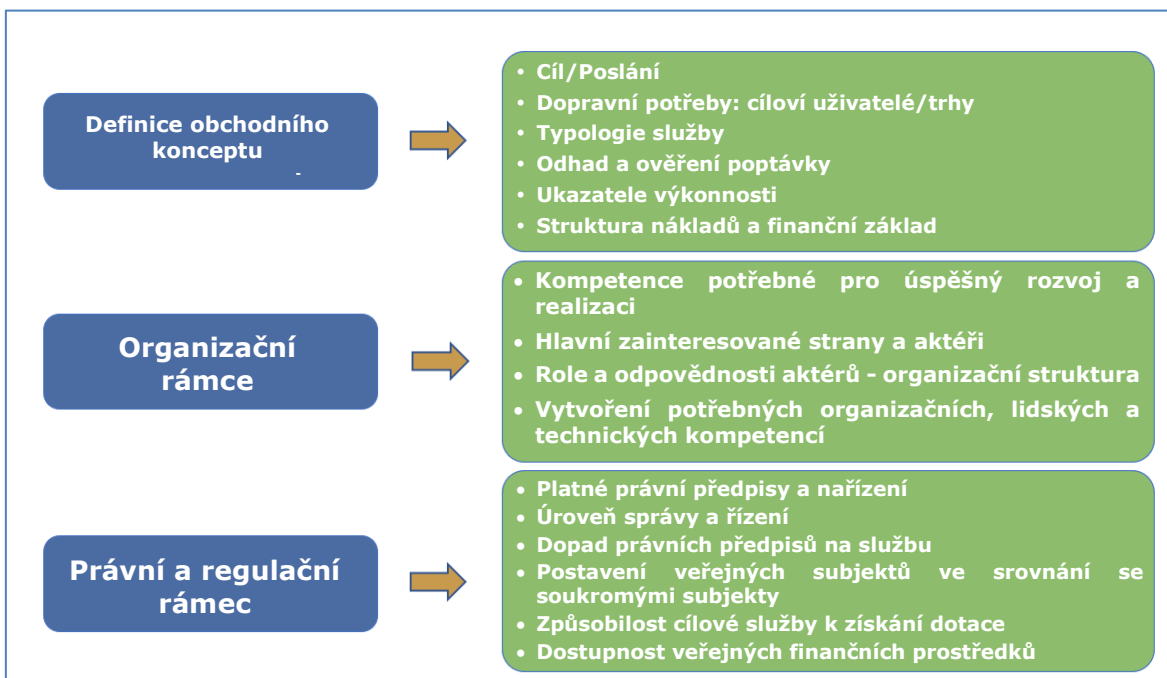 Definice obchodního
konceptu
-
• Cíl/Poslání
• Dopravní potřeby: cíloví uživatelé/trhy
• Typologie služby
• Odhad a ověření poptávky
• Ukazatele výkonnosti
• Struktura nákladů a finanční základ
Organizační
rámce
• Kompetence potřebné pro úspěšný rozvoj a
realizaci
• Hlavní zainteresované strany a aktéři
• Role a odpovědnosti aktérů - organizační struktura
• Vytvoření potřebných organizačních, lidských a
technických kompetencí
Právní a regulační
rámec
• Platné právní předpisy a nařízení
• Úroveň správy a řízení
• Dopad právních předpisů na službu
• Postavení veřejných subjektů ve srovnání se
soukromými subjekty
• Způsobilost cílové služby k získání dotace
• Dostupnost veřejných finančních prostředků